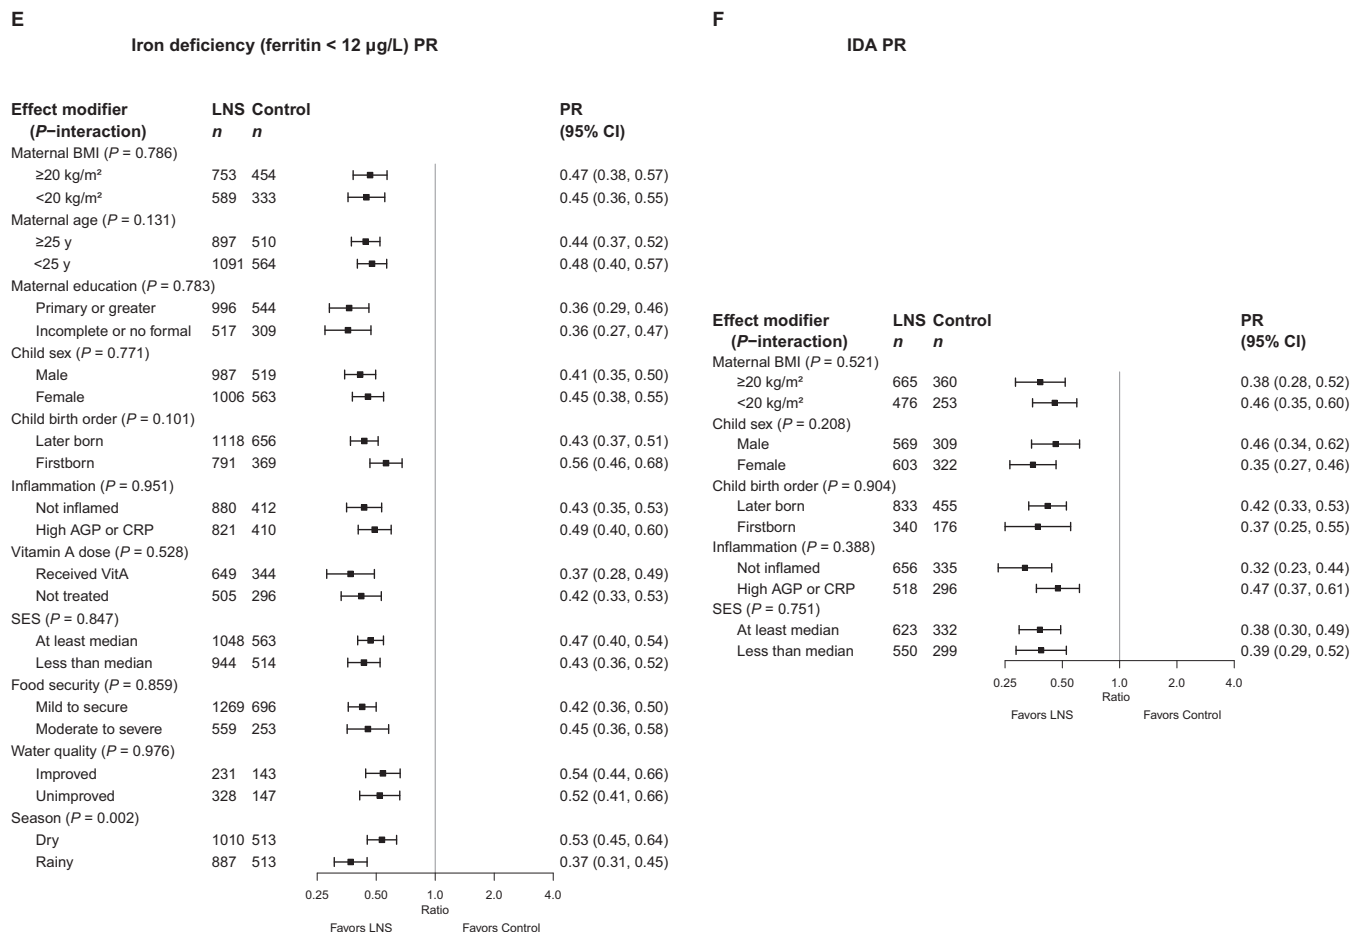 E
Iron deficiency (ferritin < 12 µg/L) PR
Effect modifier LNS Control PR
(P−interaction) n n (95% CI)
Maternal BMI (P = 0.786)
≥20 kg/m² 753 454 0.47 (0.38, 0.57)
<20 kg/m² 589 333 0.45 (0.36, 0.55)
Maternal age (P = 0.131)
≥25 y 897 510 0.44 (0.37, 0.52)
<25 y 1091 564 0.48 (0.40, 0.57)
Maternal education (P = 0.783)
Primary or greater 996 544 0.36 (0.29, 0.46)
Incomplete or no formal 517 309 0.36 (0.27, 0.47)
Child sex (P = 0.771)
Male 987 519 0.41 (0.35, 0.50)
Female 1006 563 0.45 (0.38, 0.55)
Child birth order (P = 0.101)
Later born 1118 656 0.43 (0.37, 0.51)
Firstborn 791 369 0.56 (0.46, 0.68)
Inflammation (P = 0.951)
Not inflamed 880 412 0.43 (0.35, 0.53)
High AGP or CRP 821 410 0.49 (0.40, 0.60)
Vitamin A dose (P = 0.528)
Received VitA 649 344 0.37 (0.28, 0.49)
Not treated 505 296 0.42 (0.33, 0.53)
SES (P = 0.847)
At least median 1048 563 0.47 (0.40, 0.54)
Less than median 944 514 0.43 (0.36, 0.52)
Food security (P = 0.859)
Mild to secure 1269 696 0.42 (0.36, 0.50)
Moderate to severe 559 253 0.45 (0.36, 0.58)
Water quality (P = 0.976)
Improved 231 143 0.54 (0.44, 0.66)
Unimproved 328 147 0.52 (0.41, 0.66)
Season (P = 0.002)
Dry 1010 513 0.53 (0.45, 0.64)
Rainy 887 513 0.37 (0.31, 0.45)
0.25 0.50 1.0 2.0 4.0
Ratio
Favors LNS Favors Control
F
IDA PR
Effect modifier LNS Control PR
(P−interaction) n n (95% CI)
Maternal BMI (P = 0.521)
≥20 kg/m² 665 360 0.38 (0.28, 0.52)
<20 kg/m² 476 253 0.46 (0.35, 0.60)
Child sex (P = 0.208)
Male 569 309 0.46 (0.34, 0.62)
Female 603 322 0.35 (0.27, 0.46)
Child birth order (P = 0.904)
Later born 833 455 0.42 (0.33, 0.53)
Firstborn 340 176 0.37 (0.25, 0.55)
Inflammation (P = 0.388)
Not inflamed 656 335 0.32 (0.23, 0.44)
High AGP or CRP 518 296 0.47 (0.37, 0.61)
SES (P = 0.751)
At least median 623 332 0.38 (0.30, 0.49)
Less than median 550 299 0.39 (0.29, 0.52)
0.25 0.50 1.0 2.0 4.0
Ratio
Favors LNS Favors Control